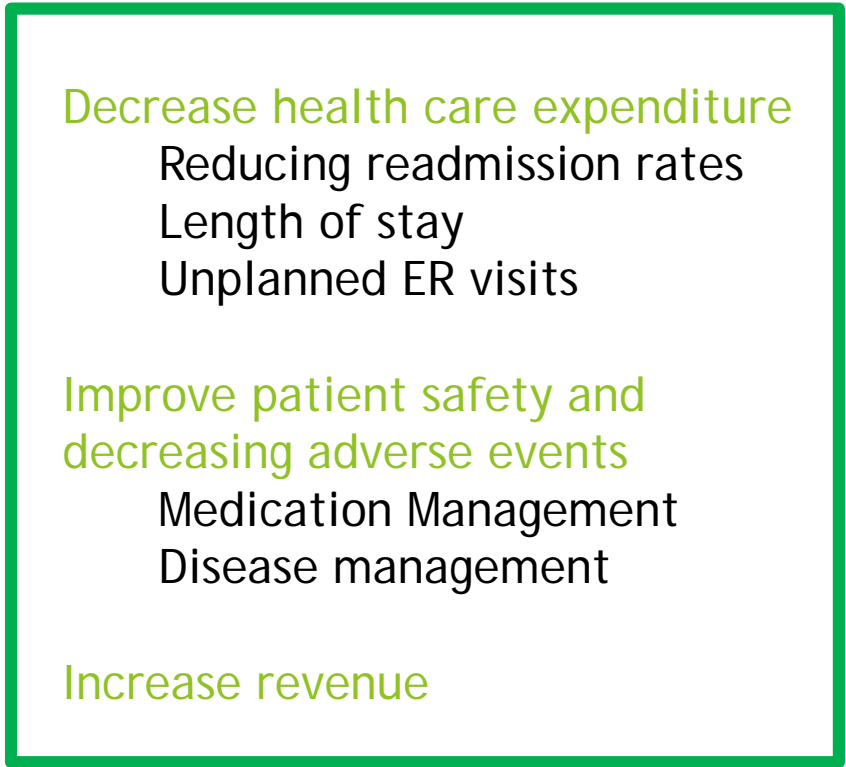 Decrease health care expenditure
Reducing readmission rates
Length of stay
Unplanned ER visits
Improve patient safety and
decreasing adverse events
Medication Management
Disease management
Increase revenue